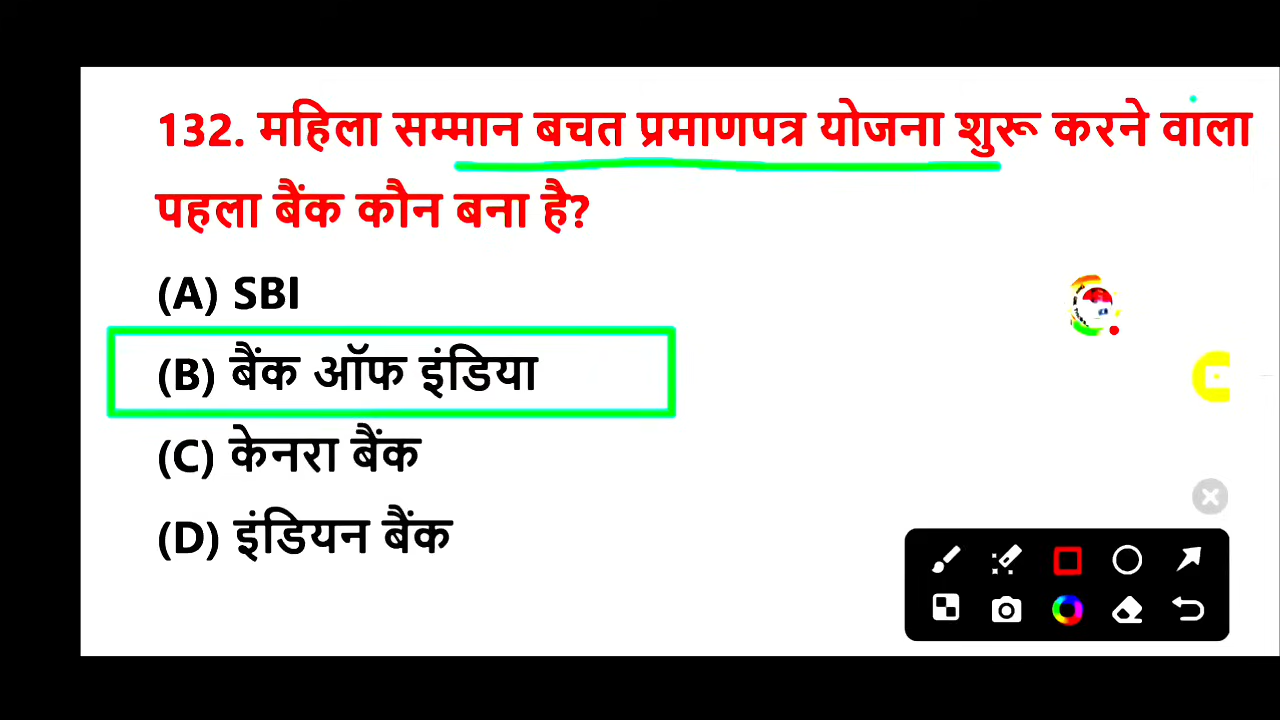 132. महिला सम्मान बचत प्रमाणपत्र योजना शुरू करने वाला
पहला बैंक कौन बना है?
(A) SBI
(B) बैंक ऑफ इंडिया
(C) केनरा बैंक
(D) इंडियन बैंक